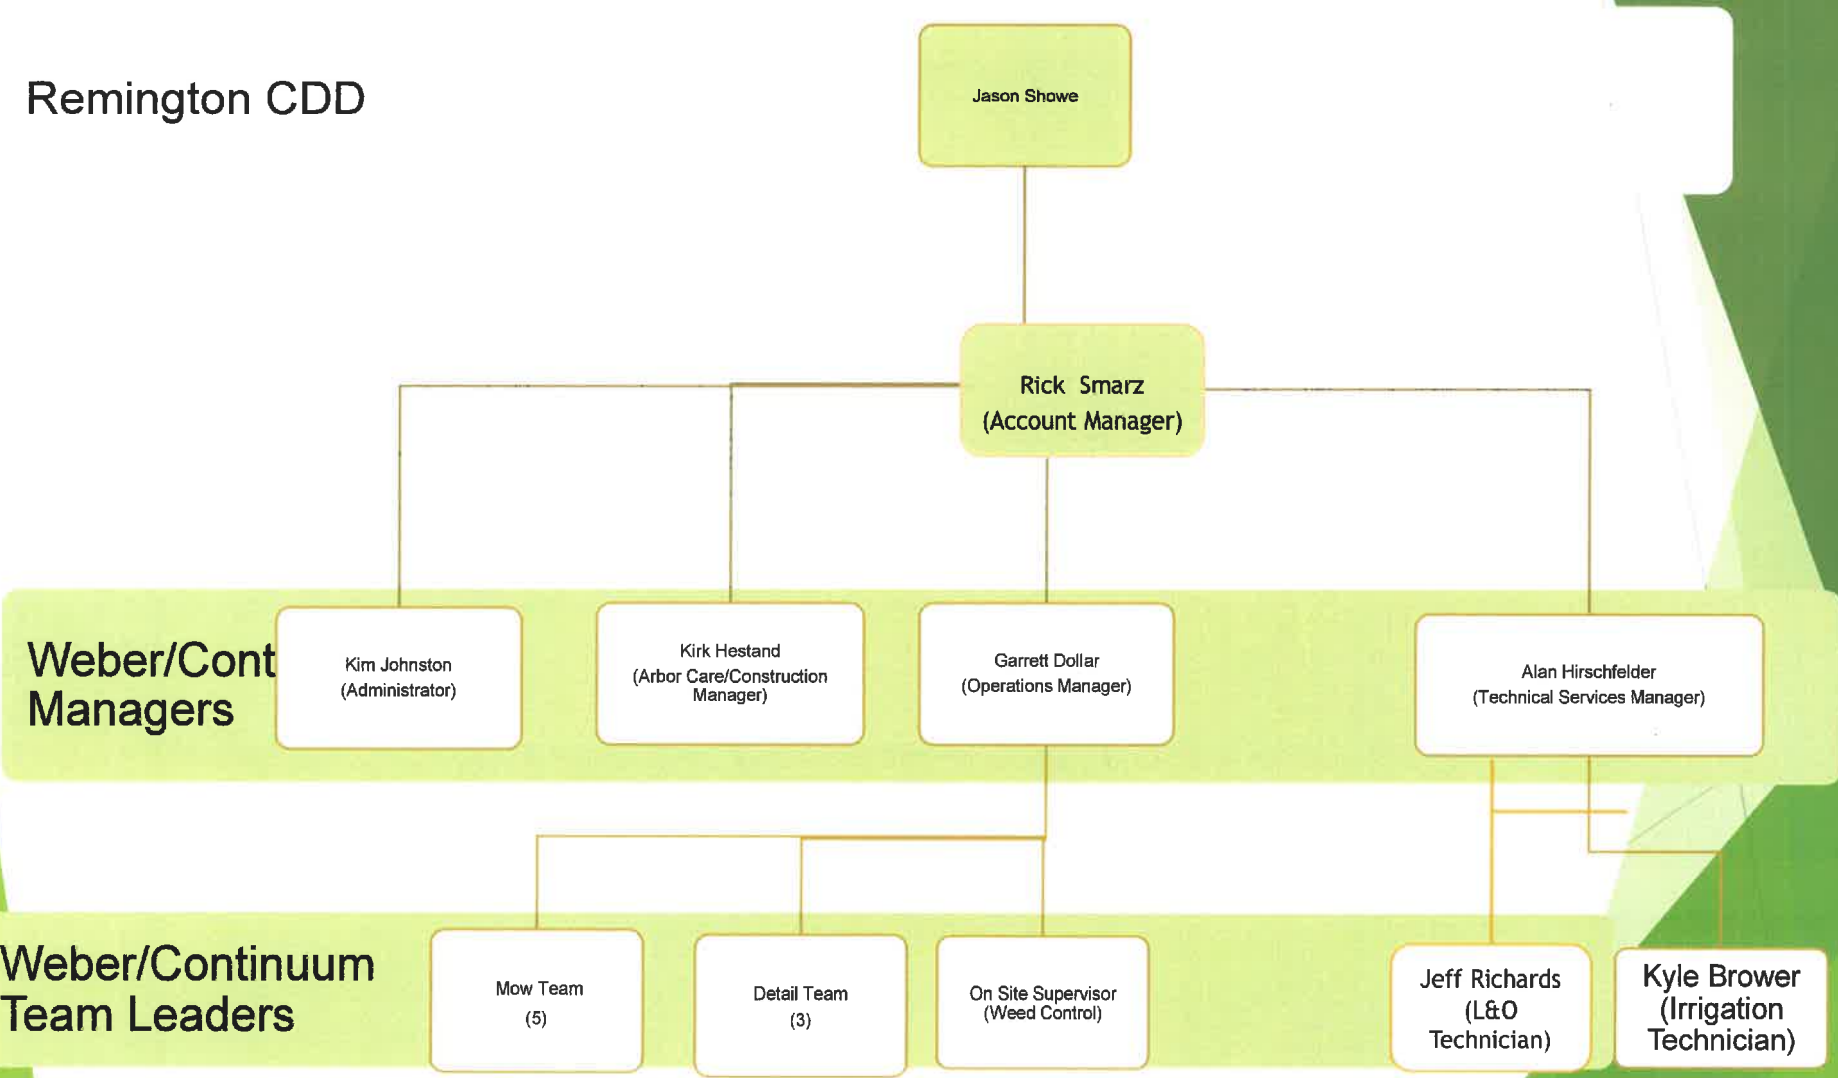 Remington CDD
Jason Showe
Rick Smarz
(Account Manager)
Weber/Cont
Managers
Kim Johnston
(Administrator)
Kirk Hestand
(Arbor Care/Construction
Manager)
Garrett Dollar
(Operations Manager)
Alan Hirschfelder
(Technical Services Manager)
Weber/Continuum
Team Leaders
Mow Team
(5)
Detail Team
(3)
On Site Supervisor
(Weed Control)
Jeff Richards
(L&O
Technician)
Kyle Brower
(Irrigation
Technician)